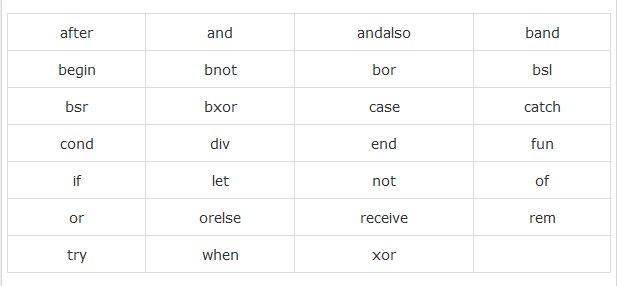 after and andalso band
begin bnot bor bsl
bsr bxor case catch
cond div end fun
if let not of
or orelse receive rem
try when xor